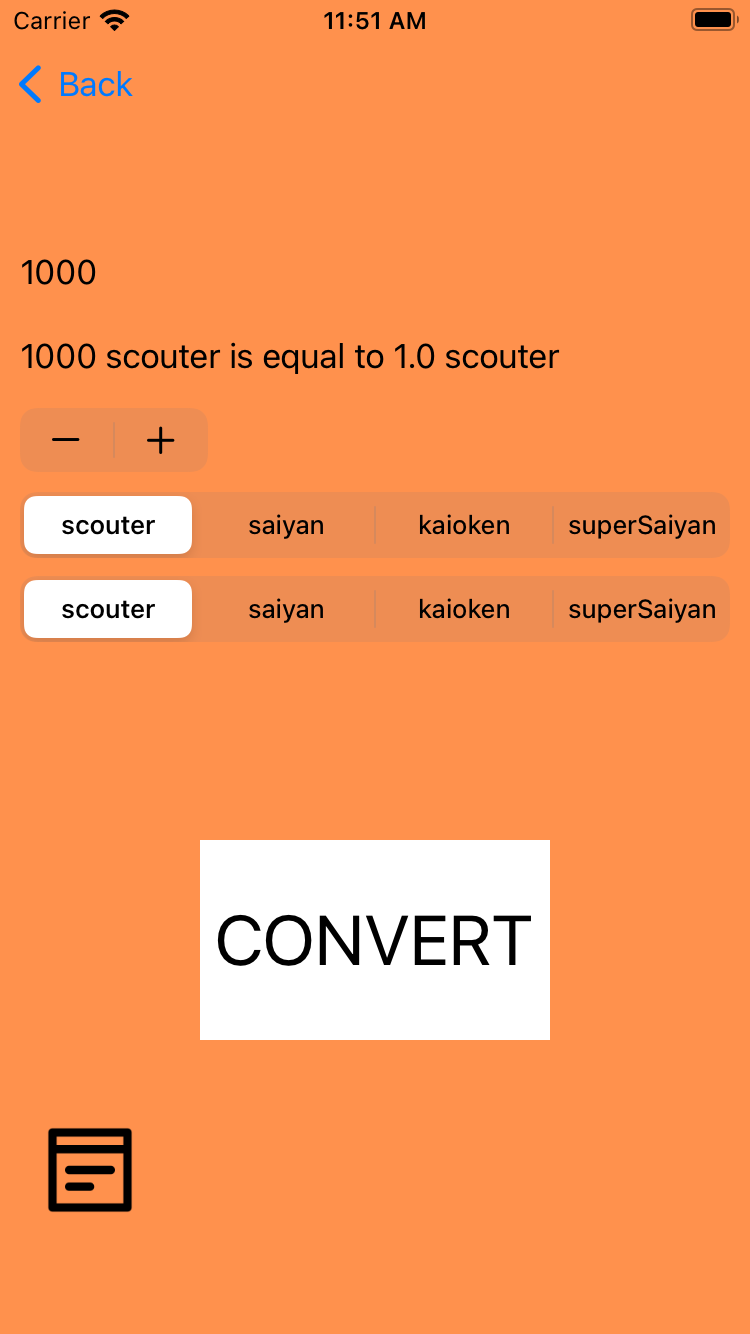 Carrier 11:51 AM
Back
1000
1000 scouter is equal to 1.0 scouter
scouter saiyan kaioken superSaiyan
scouter saiyan kaioken superSaiyan
CONVERT